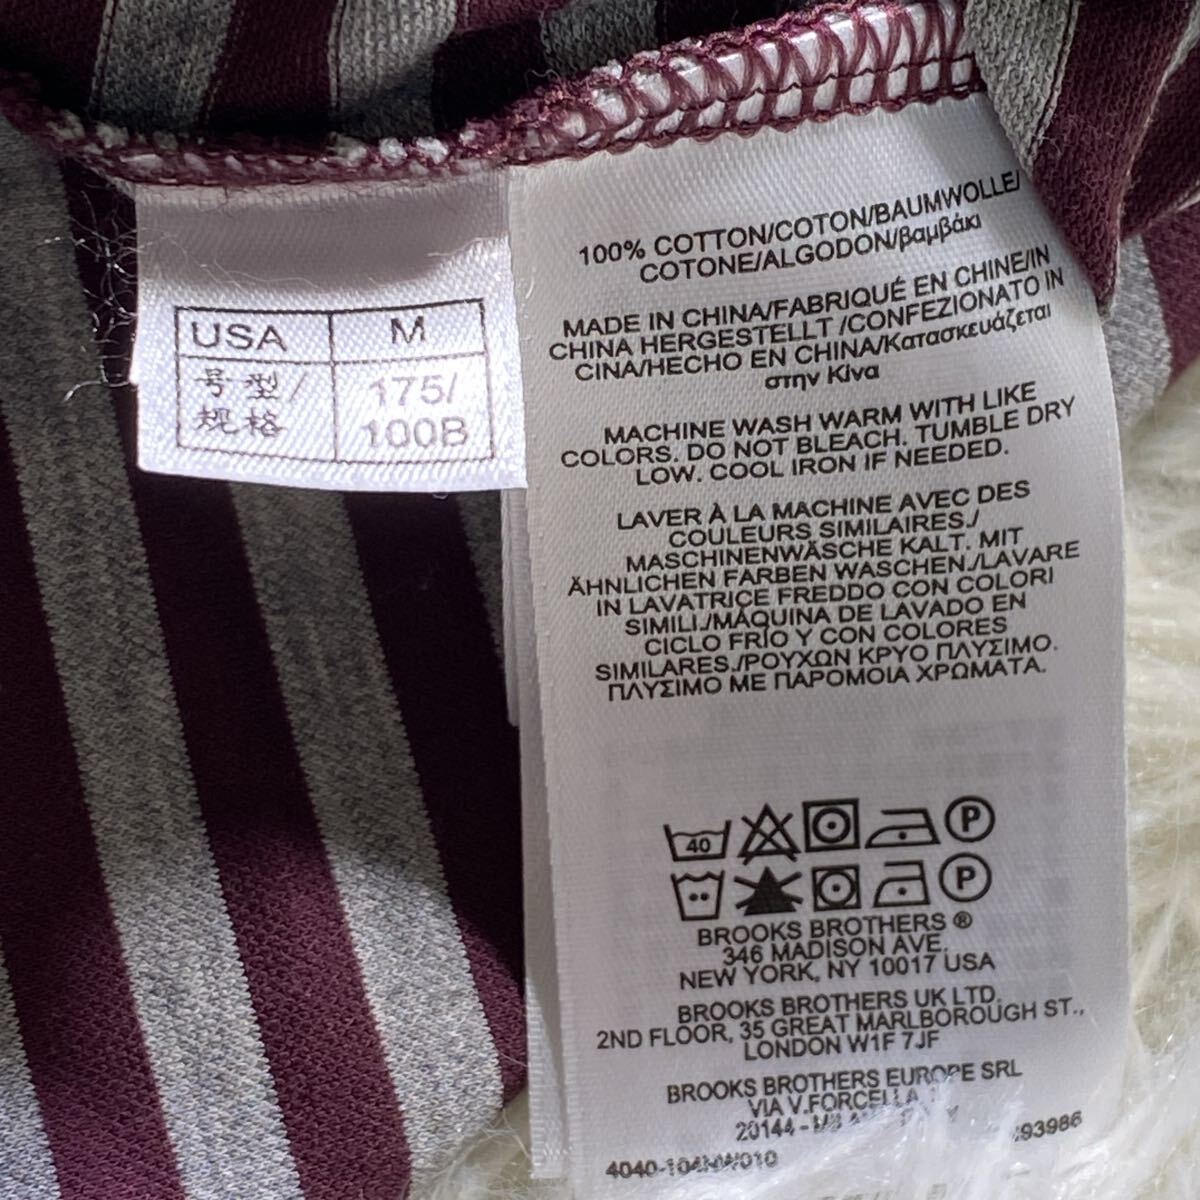 USA M
号型/ 175/
规格 100B
100% COTTON/COTON/BAUMWOLLE/
COTONE/ALGODON/βαμβάκι
MADE IN CHINA/FABRIQUÉ EN CHINE/IN
CHINA HERGESTELLT /CONFEZIONATO IN
CINA/HECHO EN CHINA/Κατασκευάζεται
στην Κίνα
MACHINE WASH WARM WITH LIKE
COLORS. DO NOT BLEACH. TUMBLE DRY
LOW. COOL IRON IF NEEDED.
LAVER À LA MACHINE AVEC DES
COULEURS SIMILAIRES./
MASCHINENWÄSCHE KALT. MIT
ÄHNLICHEN FARBEN WASCHEN./LAVARE
IN LAVATRICE FREDDO CON COLORI
SIMILI./MÁQUINA DE LAVADO EN
CICLO FRÍO Y CON COLORES
SIMILARES./ΡΟΥΧΩΝ ΚΡΥΟ ΠΛΥΣΙΜΟ.
ΠΛΥΣΙΜΟ ΜΕ ΠΑΡΟΜΟΙΑ ΧΡΩΜΑΤΑ.
40 P
P
BROOKS BROTHERS ®
346 MADISON AVE.
NEW YORK, NY 10017 USA
BROOKS BROTHERS UK LTD.
2ND FLOOR, 35 GREAT MARLBOROUGH ST.,
LONDON W1F 7JF
BROOKS BROTHERS EUROPE SRL
VIA V.FORCELLA
20144 -
93986